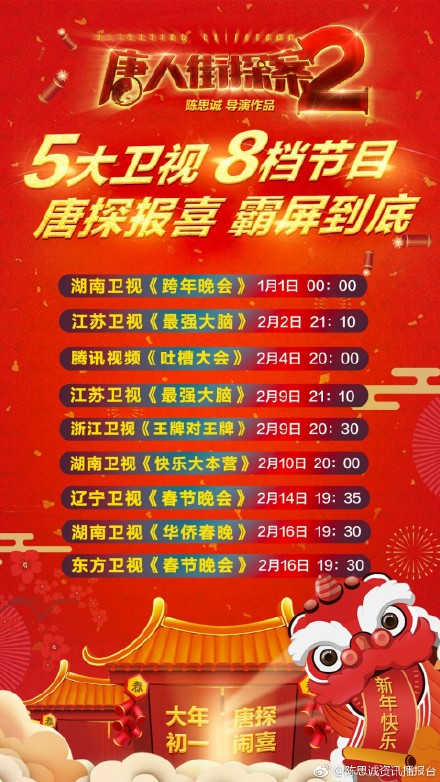 唐人街探案2
陈思诚 导演作品
5大卫视 8档节目
唐探报喜 霸屏到底
湖南卫视《跨年晚会》 1月1日 00：00
江苏卫视《最强大脑》 2月2日 21：10
腾讯视频《吐槽大会》 2月4日 20：00
江苏卫视《最强大脑》 2月9日 21：10
浙江卫视《王牌对王牌》 2月9日 20：30
湖南卫视《快乐大本营》 2月10日 20：00
辽宁卫视《春节晚会》 2月14日 19：35
湖南卫视《华侨春晚》 2月16日 19：30
东方卫视《春节晚会》 2月16日 19：30
大年 唐探
初一 闹喜
新年快乐
@陈思诚资讯播报台